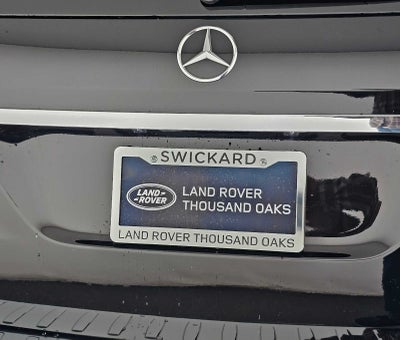 SWICKARD
LAND ROVER
LAND ROVER
THOUSAND OAKS
LAND ROVER THOUSAND OAKS